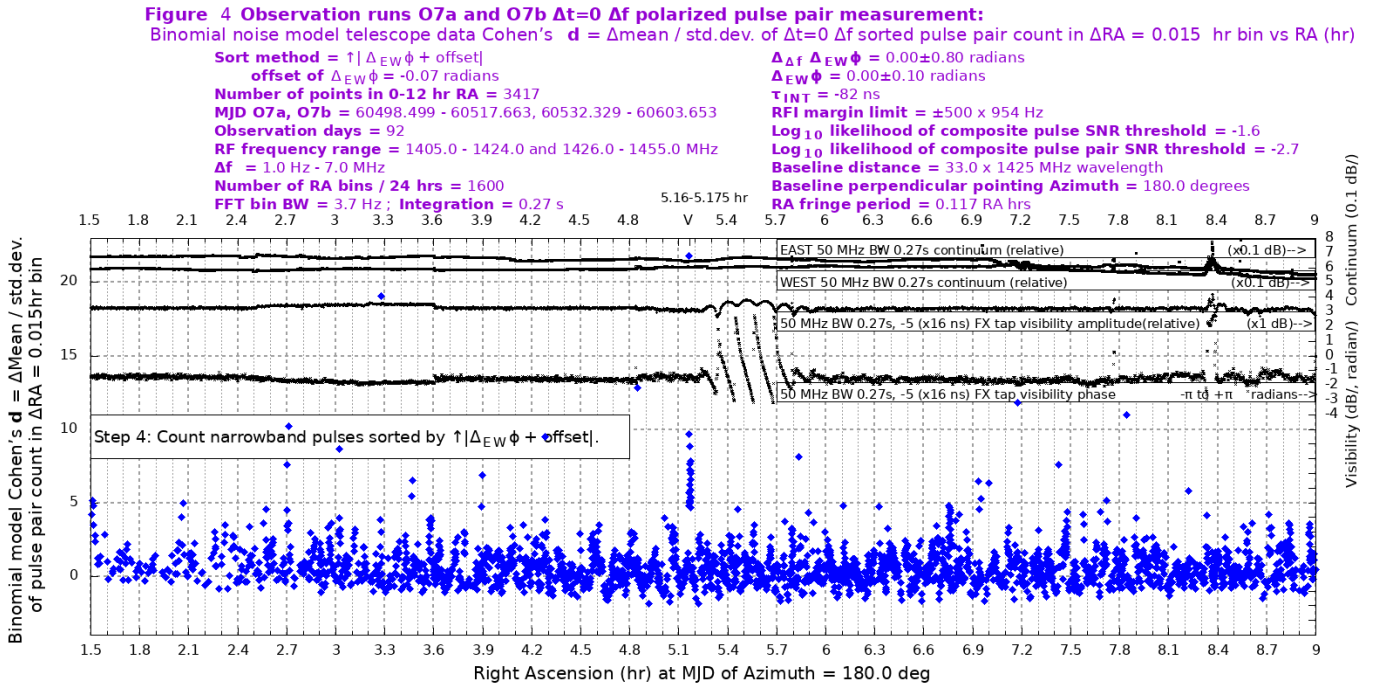 Figure 4 Observation runs O7a and O7b Δt=0 Δf polarized pulse pair measurement:
Binomial noise model telescope data Cohen's d = Δmean / std.dev. of Δt=0 Δf sorted pulse pair count in ΔRA = 0.015 hr bin vs RA (hr)
Sort method = ↑| Δ EW ϕ + offset|
offset of Δ EW ϕ = -0.07 radians
Number of points in 0-12 hr RA = 3417
MJD O7a, O7b = 60498.499 - 60517.663, 60532.329 - 60603.653
Observation days = 92
RF frequency range = 1405.0 - 1424.0 and 1426.0 - 1455.0 MHz
Δf = 1.0 Hz - 7.0 MHz
Number of RA bins / 24 hrs = 1600
FFT bin BW = 3.7 Hz ; Integration = 0.27 s
Δ Δf Δ EW ϕ = 0.00±0.80 radians
Δ EW ϕ = 0.00±0.10 radians
τ INT = -82 ns
RFI margin limit = ±500 x 954 Hz
Log 10 likelihood of composite pulse SNR threshold = -1.6
Log 10 likelihood of composite pulse pair SNR threshold = -2.7
Baseline distance = 33.0 x 1425 MHz wavelength
Baseline perpendicular pointing Azimuth = 180.0 degrees
RA fringe period = 0.117 RA hrs
5.16-5.175 hr
1.5 1.8 2.1 2.4 2.7 3 3.3 3.6 3.9 4.2 4.5 4.8 V 5.4 5.7 6 6.3 6.6 6.9 7.2 7.5 7.8 8.1 8.4 8.7 9
EAST 50 MHz BW 0.27s continuum (relative) (x0.1 dB)-->
WEST 50 MHz BW 0.27s continuum (relative) (x0.1 dB)-->
50 MHz BW 0.27s, -5 (x16 ns) FX tap visibility amplitude(relative) (x1 dB)-->
50 MHz BW 0.27s, -5 (x16 ns) FX tap visibility phase -π to +π radians-->
Step 4: Count narrowband pulses sorted by ↑|Δ EW ϕ + offset|.
20
15
10
5
0
8
7
6
5
4
3
2
1
0
-1
-2
-3
-4
Binomial model Cohen's d = ΔMean / std.dev.
of pulse pair count in ΔRA = 0.015hr bin
Visibility (dB/, radian/) Continuum (0.1 dB/)
1.5 1.8 2.1 2.4 2.7 3 3.3 3.6 3.9 4.2 4.5 4.8 5.1 5.4 5.7 6 6.3 6.6 6.9 7.2 7.5 7.8 8.1 8.4 8.7 9
Right Ascension (hr) at MJD of Azimuth = 180.0 deg